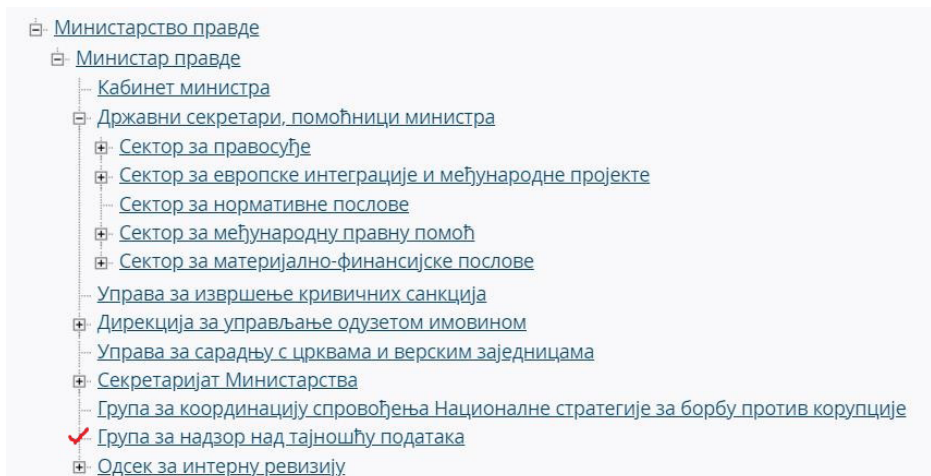 Министарство правде
Министар правде
Кабинет министра
Државни секретари, помоћници министра
Сектор за правосуђе
Сектор за европске интеграције и међународне пројекте
Сектор за нормативне послове
Сектор за међународну правну помоћ
Сектор за материјално-финансијске послове
Управа за извршење кривичних санкција
Дирекција за управљање одузетом имовином
Управа за сарадњу с црквама и верским заједницама
Секретаријат Министарства
Група за координацију спровођења Националне стратегије за борбу против корупције
Група за надзор над тајношћу података
Одсек за интерну ревизију